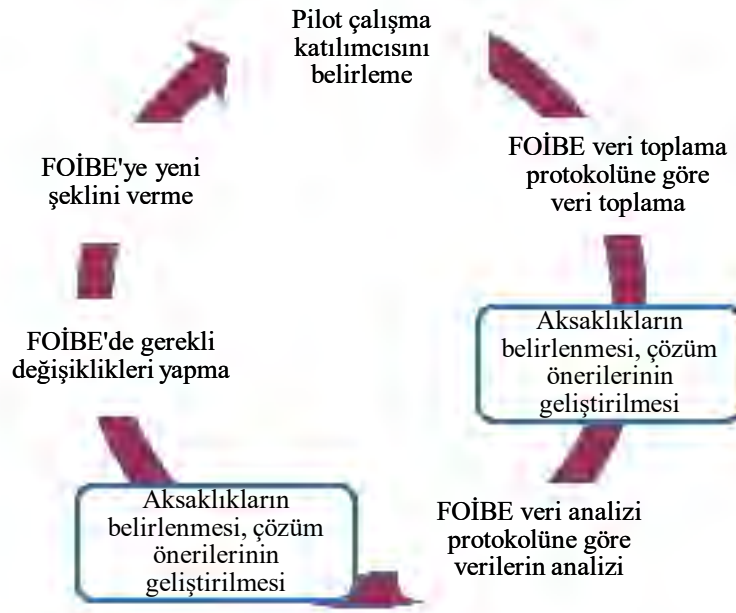 Pilot çalışma
katılımcısını
belirleme
FOİBE veri toplama
protokolüne göre
veri toplama
Aksaklıkların
belirlenmesi, çözüm
önerilerinin
geliştirilmesi
FOİBE veri analizi
protokolüne göre
verilerin analizi
Aksaklıkların
belirlenmesi, çözüm
önerilerinin
geliştirilmesi
FOİBE'de gerekli
değişiklikleri yapma
FOİBE'ye yeni
şeklini verme